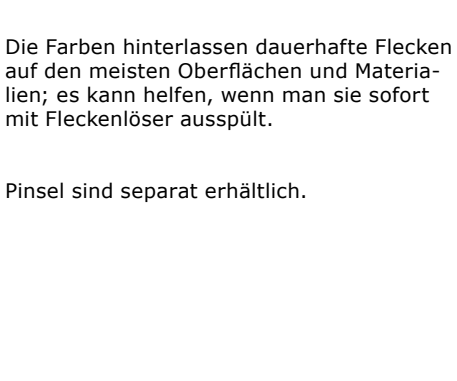 Die Farben hinterlassen dauerhafte Flecken
auf den meisten Oberflächen und Materia-
lien; es kann helfen, wenn man sie sofort
mit Fleckenlöser ausspült.
Pinsel sind separat erhältlich.